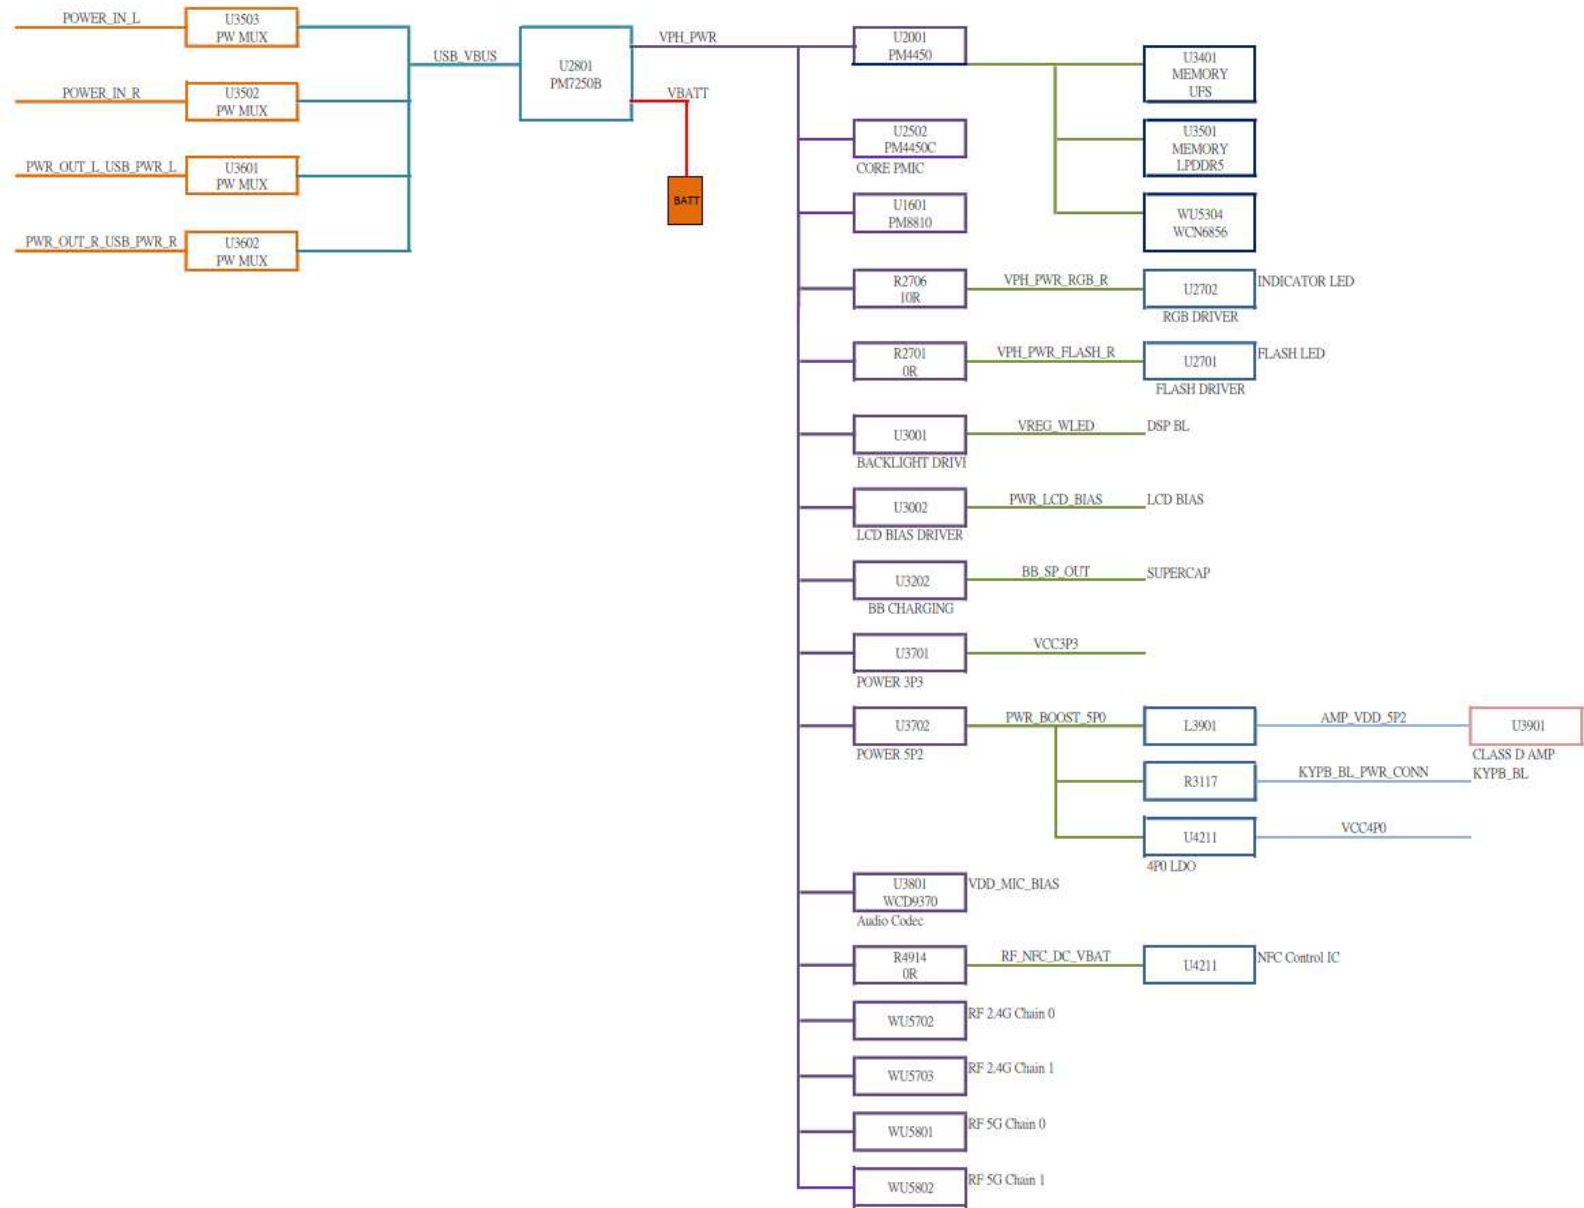 POWER_IN_L
U3503
PW MUX
POWER_IN_R
U3502
PW MUX
PWR_OUT_L_USB_PWR_L
U3601
PW MUX
PWR_OUT_R_USB_PWR_R
U3602
PW MUX
USB_VBUS
U2801
PM7250B
VPH_PWR
VBATT
BATT
U2001
PM4450
U3401
MEMORY
UFS
U3501
MEMORY
LPDDR5
WU5304
WCN6856
U2502
PM4450C
CORE PMIC
U1601
PM8810
R2706
10R
VPH_PWR_RGB_R
U2702
INDICATOR LED
RGB DRIVER
R2701
0R
VPH_PWR_FLASH_R
U2701
FLASH LED
FLASH DRIVER
U3001
VREG_WLED
DSP BL
BACKLIGHT DRIVI
U3002
PWR_LCD_BIAS
LCD BIAS
LCD BIAS DRIVER
U3202
BB_SP_OUT
SUPERCAP
BB CHARGING
U3701
VCC3P3
POWER 3P3
U3702
PWR_BOOST_5P0
POWER 5P2
L3901
AMP_VDD_5P2
U3901
CLASS D AMP
R3117
KYPB_BL_PWR_CONN
KYPB_BL
U4211
VCC4P0
4P0 LDO
U3801
WCD9370
VDD_MIC_BIAS
Audio Codec
R4914
0R
RF_NFC_DC_VBAT
U4211
NFC Control IC
WU5702
RF 2.4G Chain 0
WU5703
RF 2.4G Chain 1
WU5801
RF 5G Chain 0
WU5802
RF 5G Chain 1